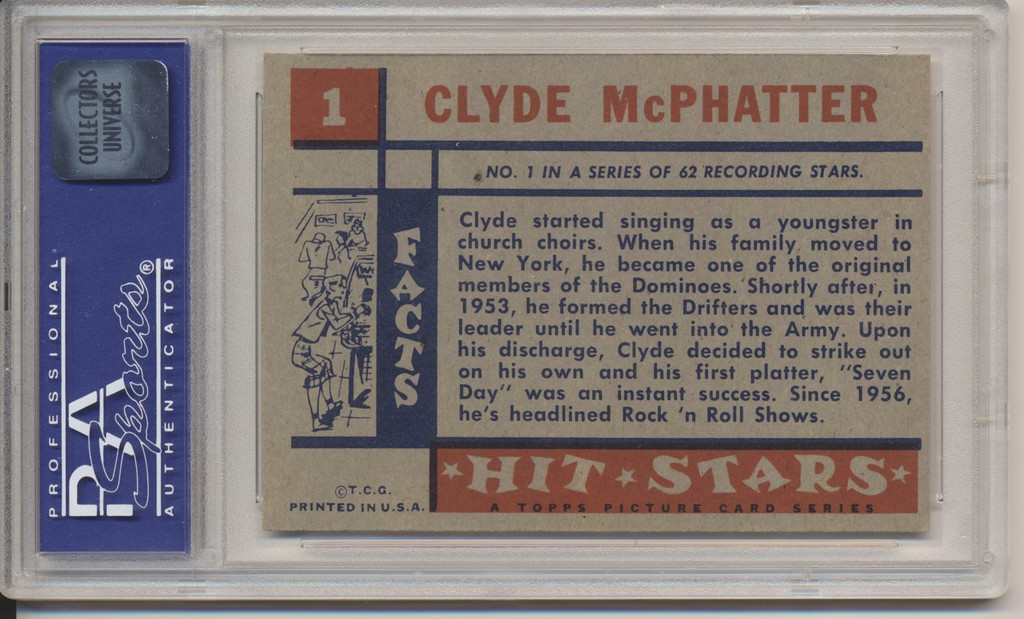 COLLECTORS
UNIVERSE
PROFESSIONAL
PSA
Sports®
AUTHENTICATOR
1
CLYDE McPHATTER
NO. 1 IN A SERIES OF 62 RECORDING STARS.
FACTS
Clyde started singing as a youngster in
church choirs. When his family moved to
New York, he became one of the original
members of the Dominoes. Shortly after, in
1953, he formed the Drifters and was their
leader until he went into the Army. Upon
his discharge, Clyde decided to strike out
on his own and his first platter, "Seven
Day" was an instant success. Since 1956,
he's headlined Rock 'n Roll Shows.
©T.C.G.
PRINTED IN U.S.A.
HIT STARS
A TOPPS PICTURE CARD SERIES